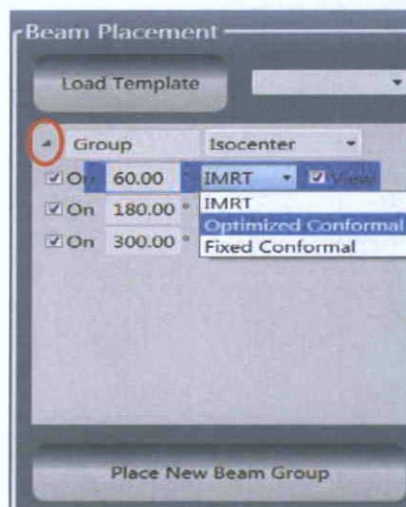 Beam Placement
Load Template
Group Isocenter
On 60.00 ° IMRT View
On 180.00 ° IMRT
Optimized Conformal
On 300.00 ° Fixed Conformal
Place New Beam Group